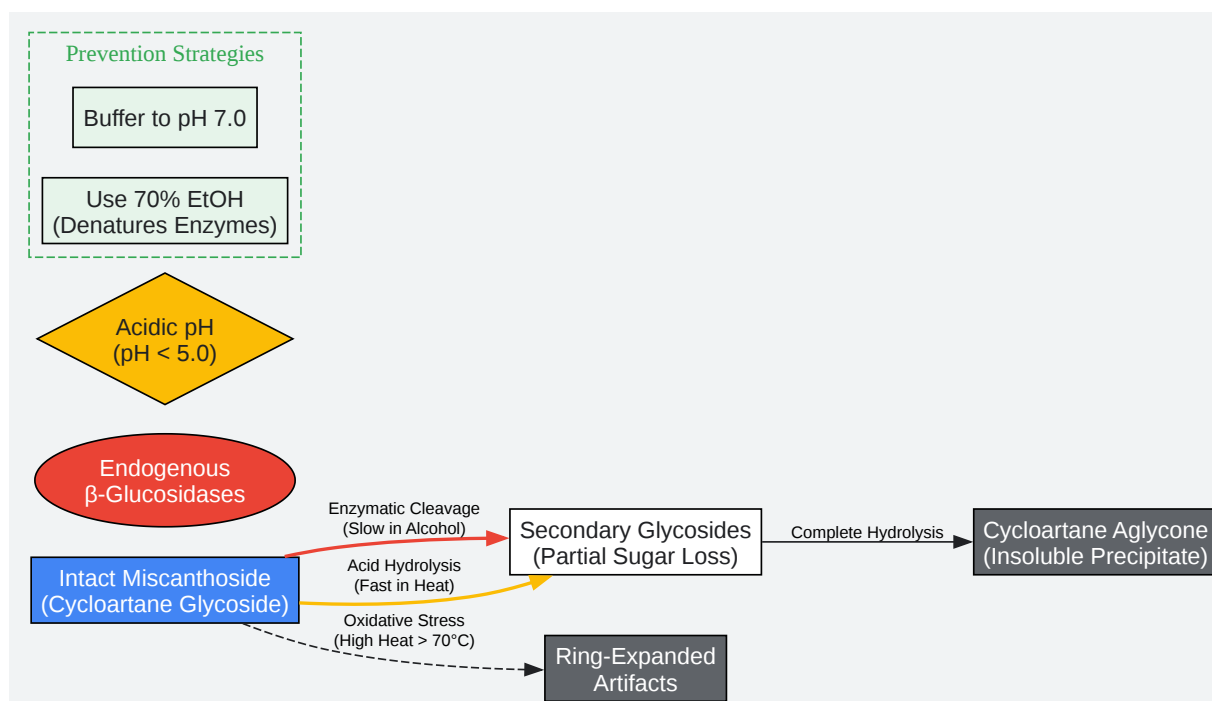 Prevention Strategies
Buffer to pH 7.0
Use 70% EtOH
(Denatures Enzymes)
Acidic pH
(pH < 5.0)
Endogenous
β-Glucosidases
Intact Miscanthoside
(Cycloartane Glycoside)
Enzymatic Cleavage
(Slow in Alcohol)
Acid Hydrolysis
(Fast in Heat)
Oxidative Stress
(High Heat > 70°C)
Secondary Glycosides
(Partial Sugar Loss)
Ring-Expanded
Artifacts
Complete Hydrolysis
Cycloartane Aglycone
(Insoluble Precipitate)